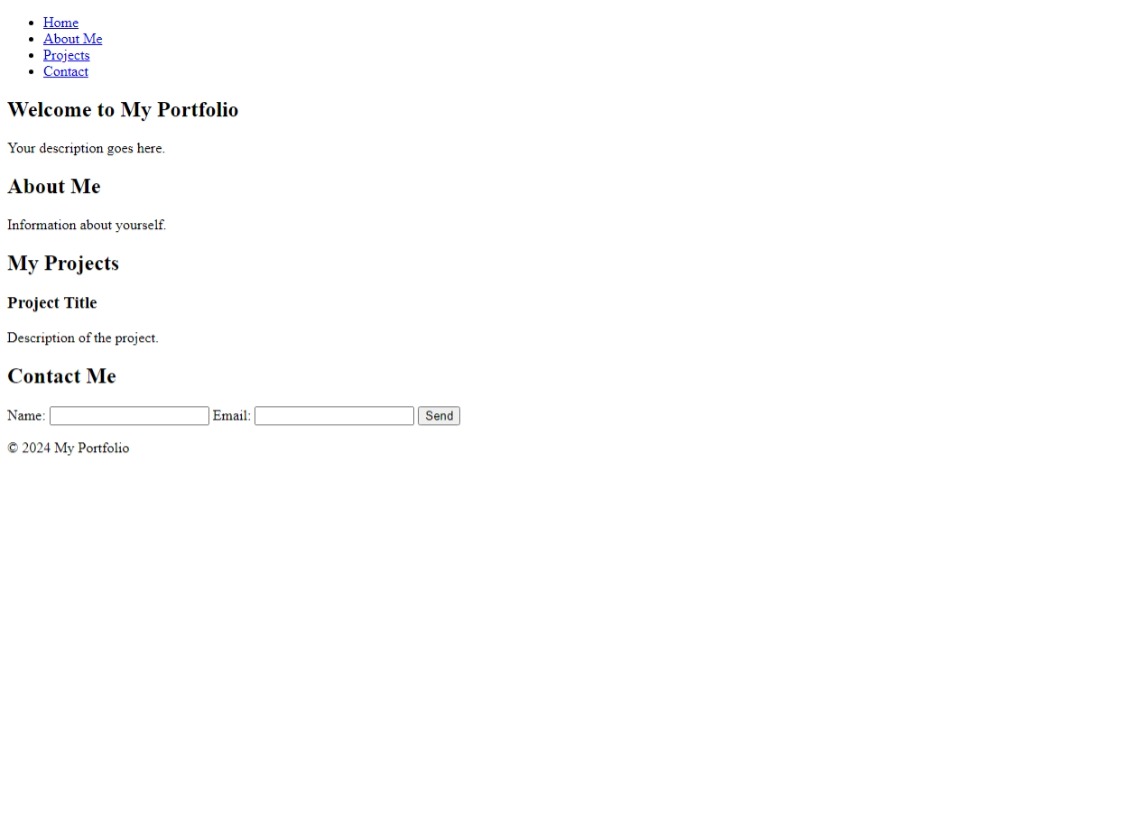 Home
About Me
Projects
Contact
Welcome to My Portfolio
Your description goes here.
About Me
Information about yourself.
My Projects
Project Title
Description of the project.
Contact Me
Name: Email: Send
© 2024 My Portfolio